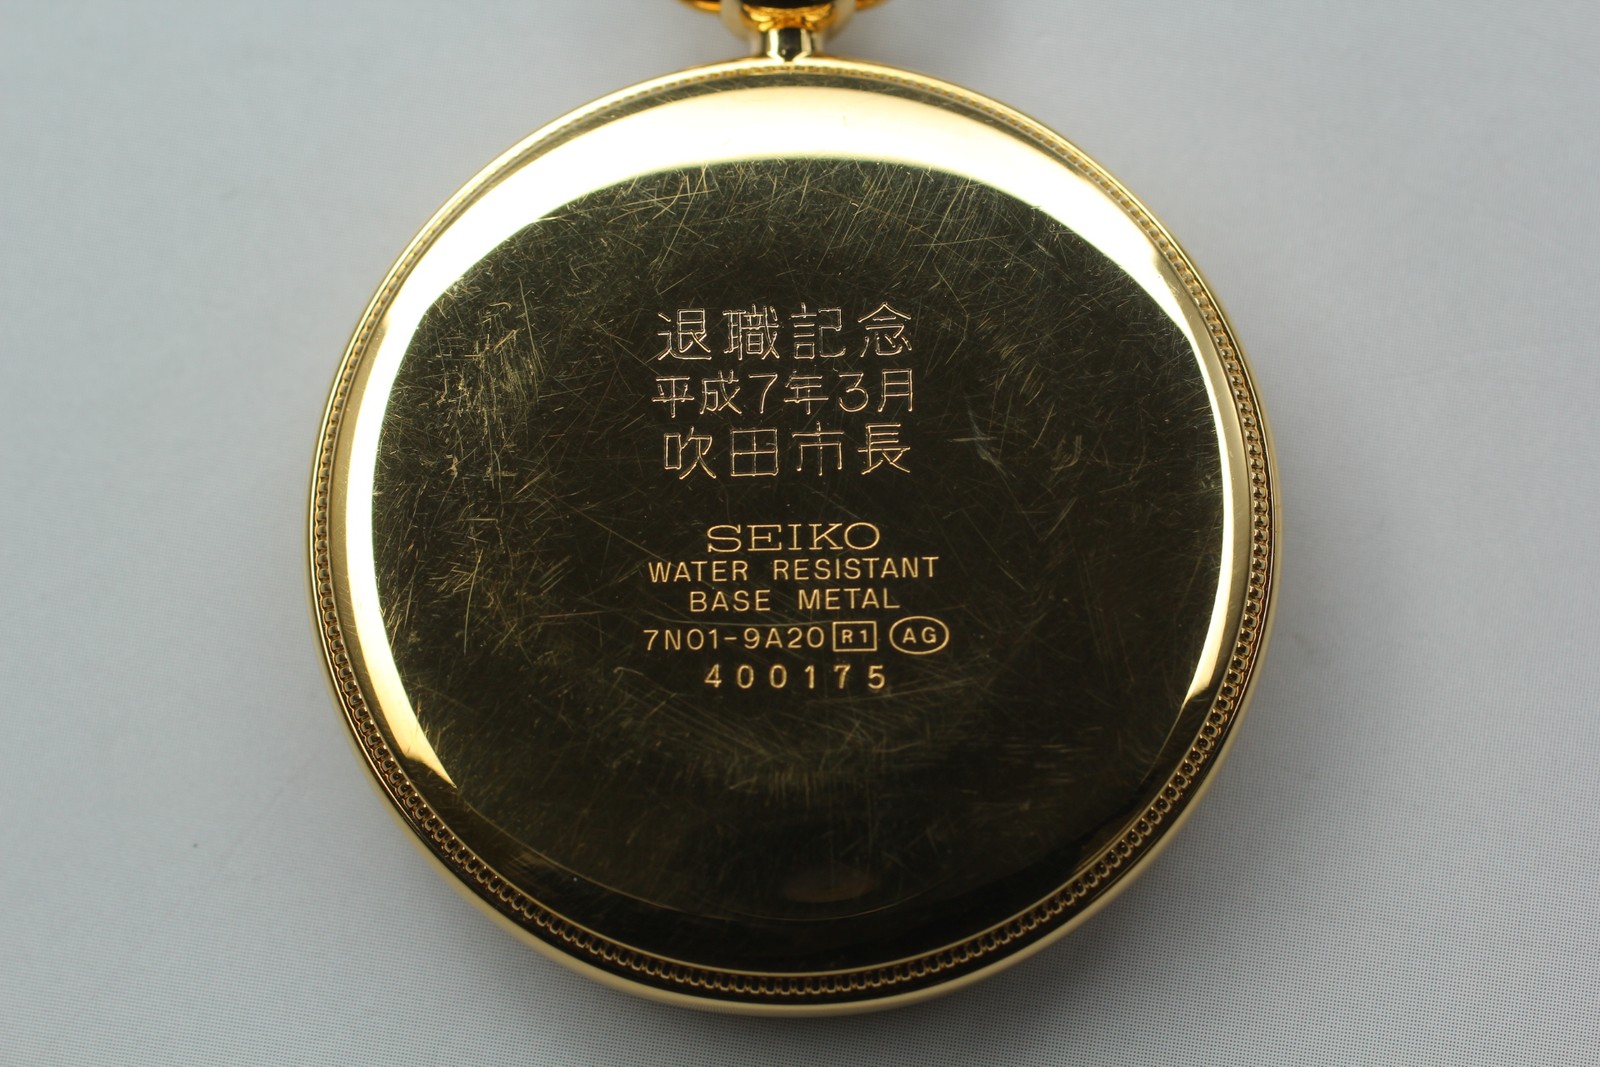 退職記念
平成7年3月
吹田市長
SEIKO
WATER RESISTANT
BASE METAL
7N01-9A20 R1 AG
400175